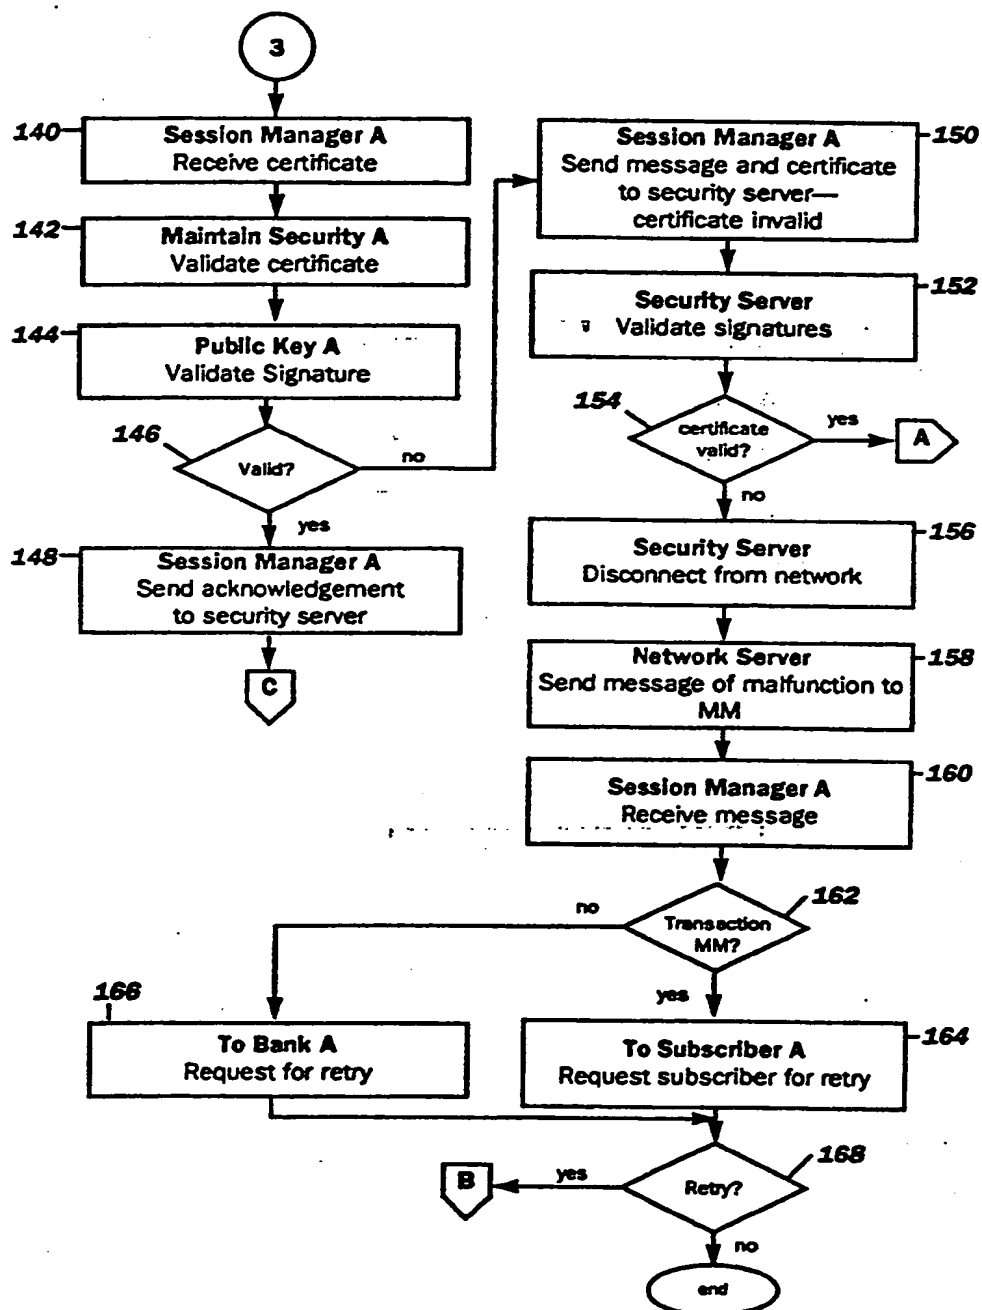 3
140
Session Manager A
Receive certificate
142
Maintain Security A
Validate certificate
144
Public Key A
Validate Signature
146
Valid?
no
yes
148
Session Manager A
Send acknowledgement
to security server
C
150
Session Manager A
Send message and certificate
to security server—
certificate invalid
152
Security Server
Validate signatures
154
certificate
valid?
yes
A
no
156
Security Server
Disconnect from network
158
Network Server
Send message of malfunction to
MM
160
Session Manager A
Receive message
162
Transaction
MM?
no
yes
166
To Bank A
Request for retry
164
To Subscriber A
Request subscriber for retry
168
Retry?
yes
B
no
end